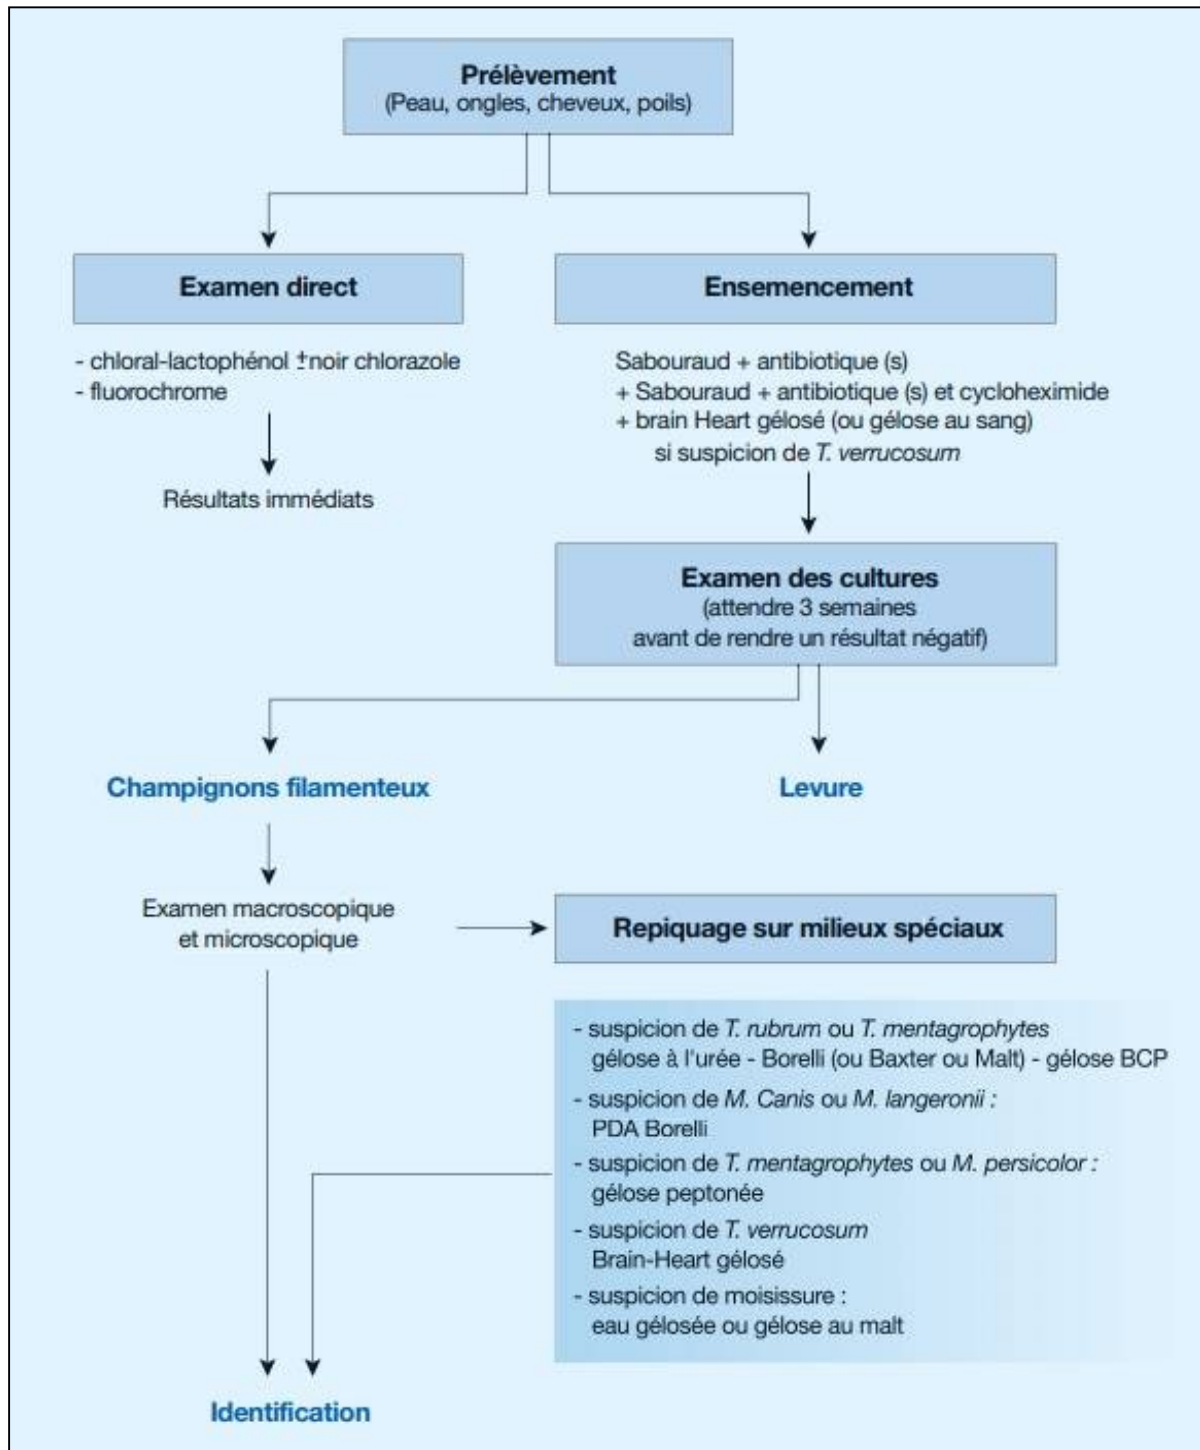 Prélèvement
(Peau, ongles, cheveux, poils)
Examen direct
- chloral-lactophénol ±noir chlorazole
- fluorochrome
Résultats immédiats
Ensemencement
Sabouraud + antibiotique (s)
+ Sabouraud + antibiotique (s) et cycloheximide
+ brain Heart gélosé (ou gélose au sang)
si suspicion de T. verrucosum
Examen des cultures
(attendre 3 semaines
avant de rendre un résultat négatif)
Champignons filamenteux
Levure
Examen macroscopique
et microscopique
Repiquage sur milieux spéciaux
- suspicion de T. rubrum ou T. mentagrophytes
gélose à l'urée - Borelli (ou Baxter ou Malt) - gélose BCP
- suspicion de M. Canis ou M. langeronii :
PDA Borelli
- suspicion de T. mentagrophytes ou M. persicolor :
gélose peptonée
- suspicion de T. verrucosum
Brain-Heart gélosé
- suspicion de moisissure :
eau gélosée ou gélose au malt
Identification